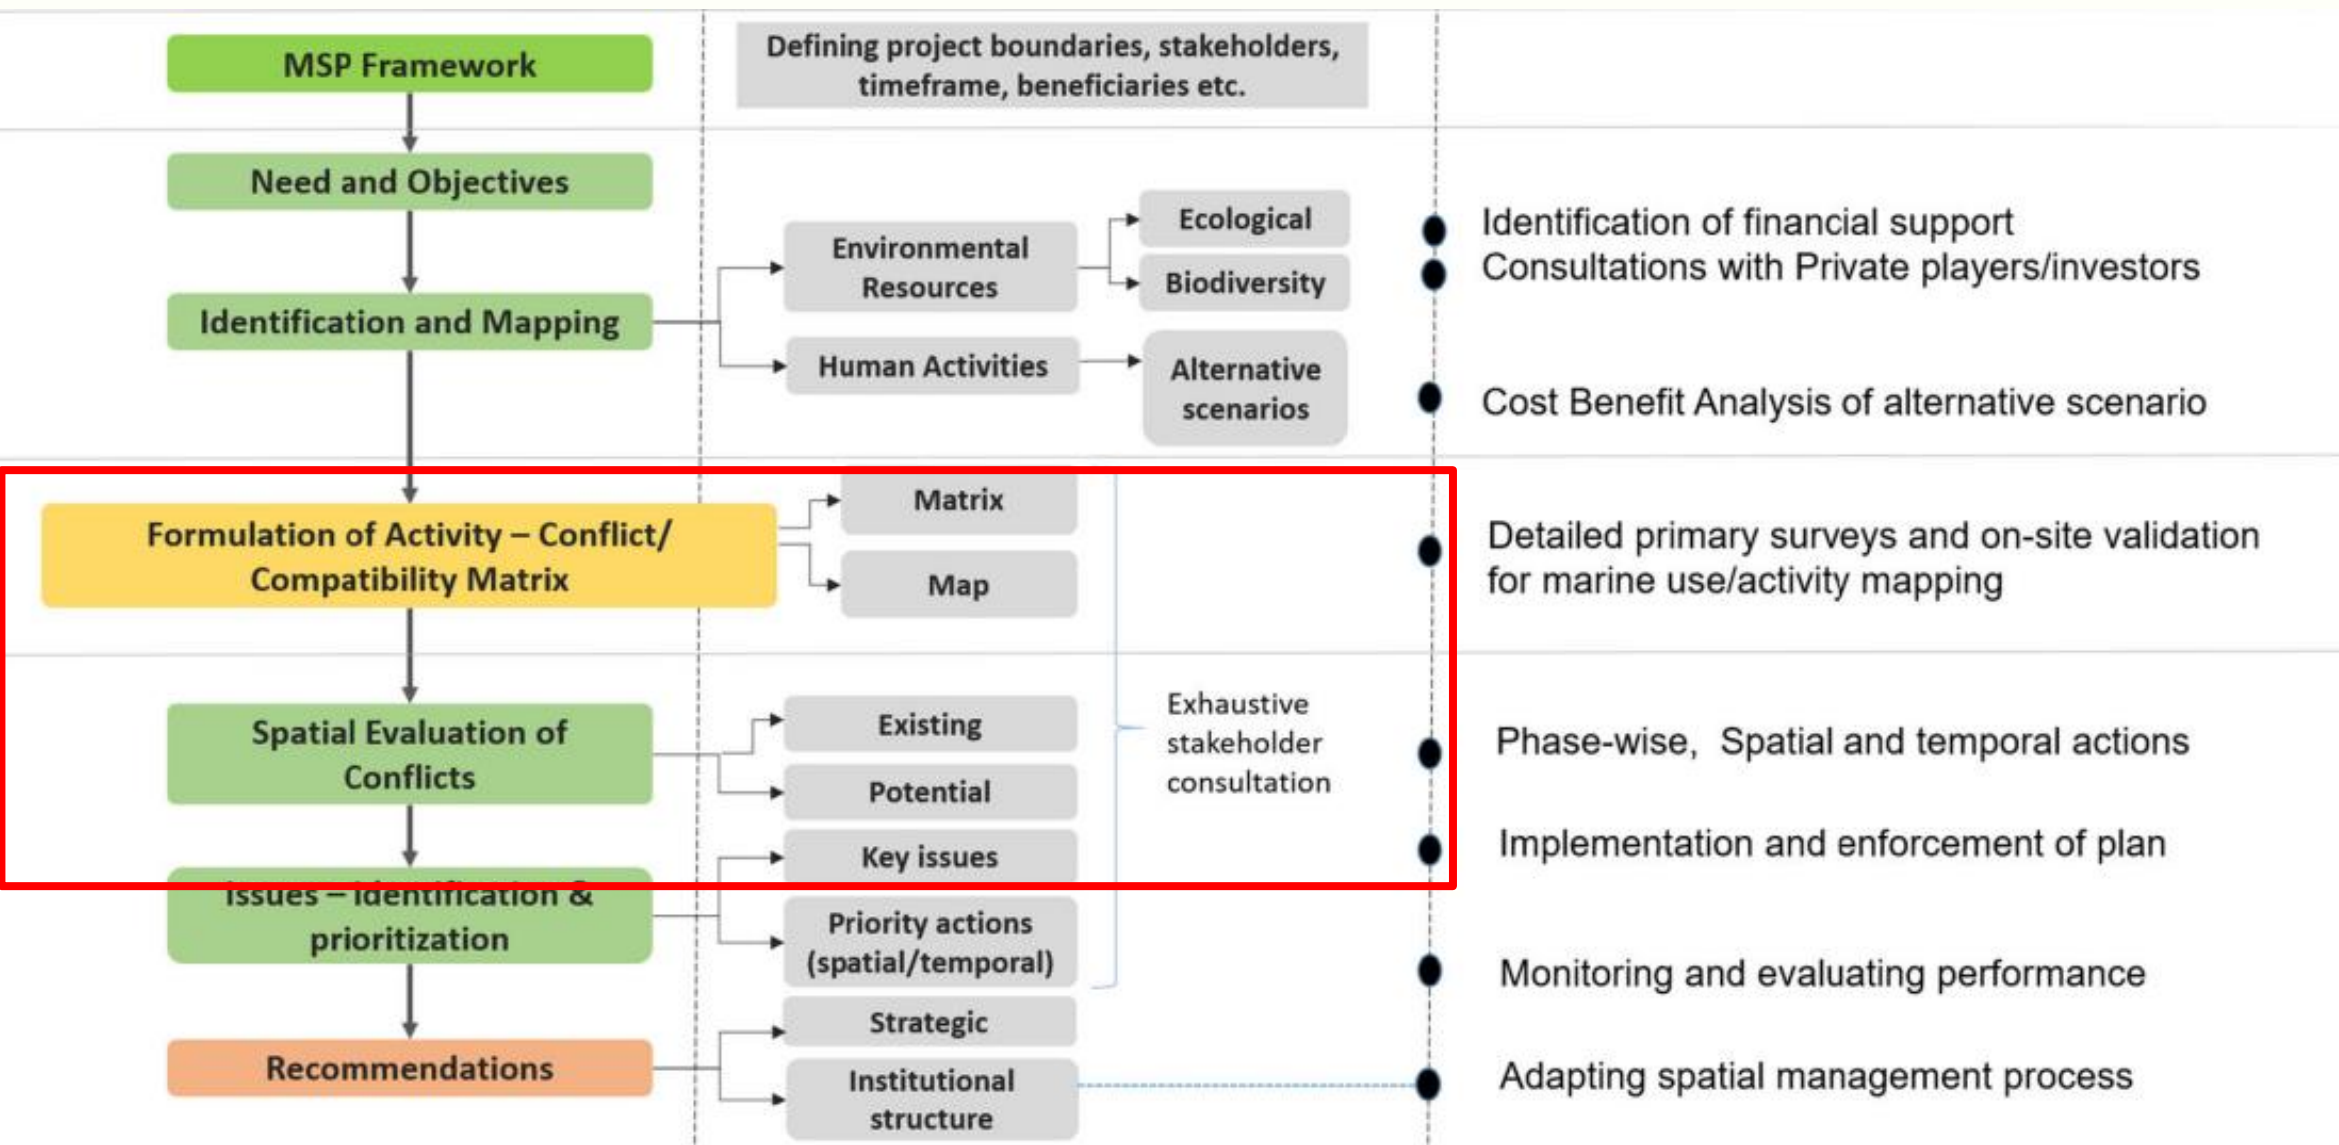 MSP Framework
Defining project boundaries, stakeholders,
timeframe, beneficiaries etc.
Need and Objectives
Identification and Mapping
Environmental
Resources
Ecological
Biodiversity
Human Activities
Alternative
scenarios
Identification of financial support
Consultations with Private players/investors
Cost Benefit Analysis of alternative scenario
Formulation of Activity – Conflict/
Compatibility Matrix
Matrix
Map
Detailed primary surveys and on-site validation
for marine use/activity mapping
Spatial Evaluation of
Conflicts
Existing
Potential
Exhaustive
stakeholder
consultation
Phase-wise, Spatial and temporal actions
Implementation and enforcement of plan
Issues – Identification &
prioritization
Key issues
Priority actions
(spatial/temporal)
Monitoring and evaluating performance
Recommendations
Strategic
Institutional
structure
Adapting spatial management process